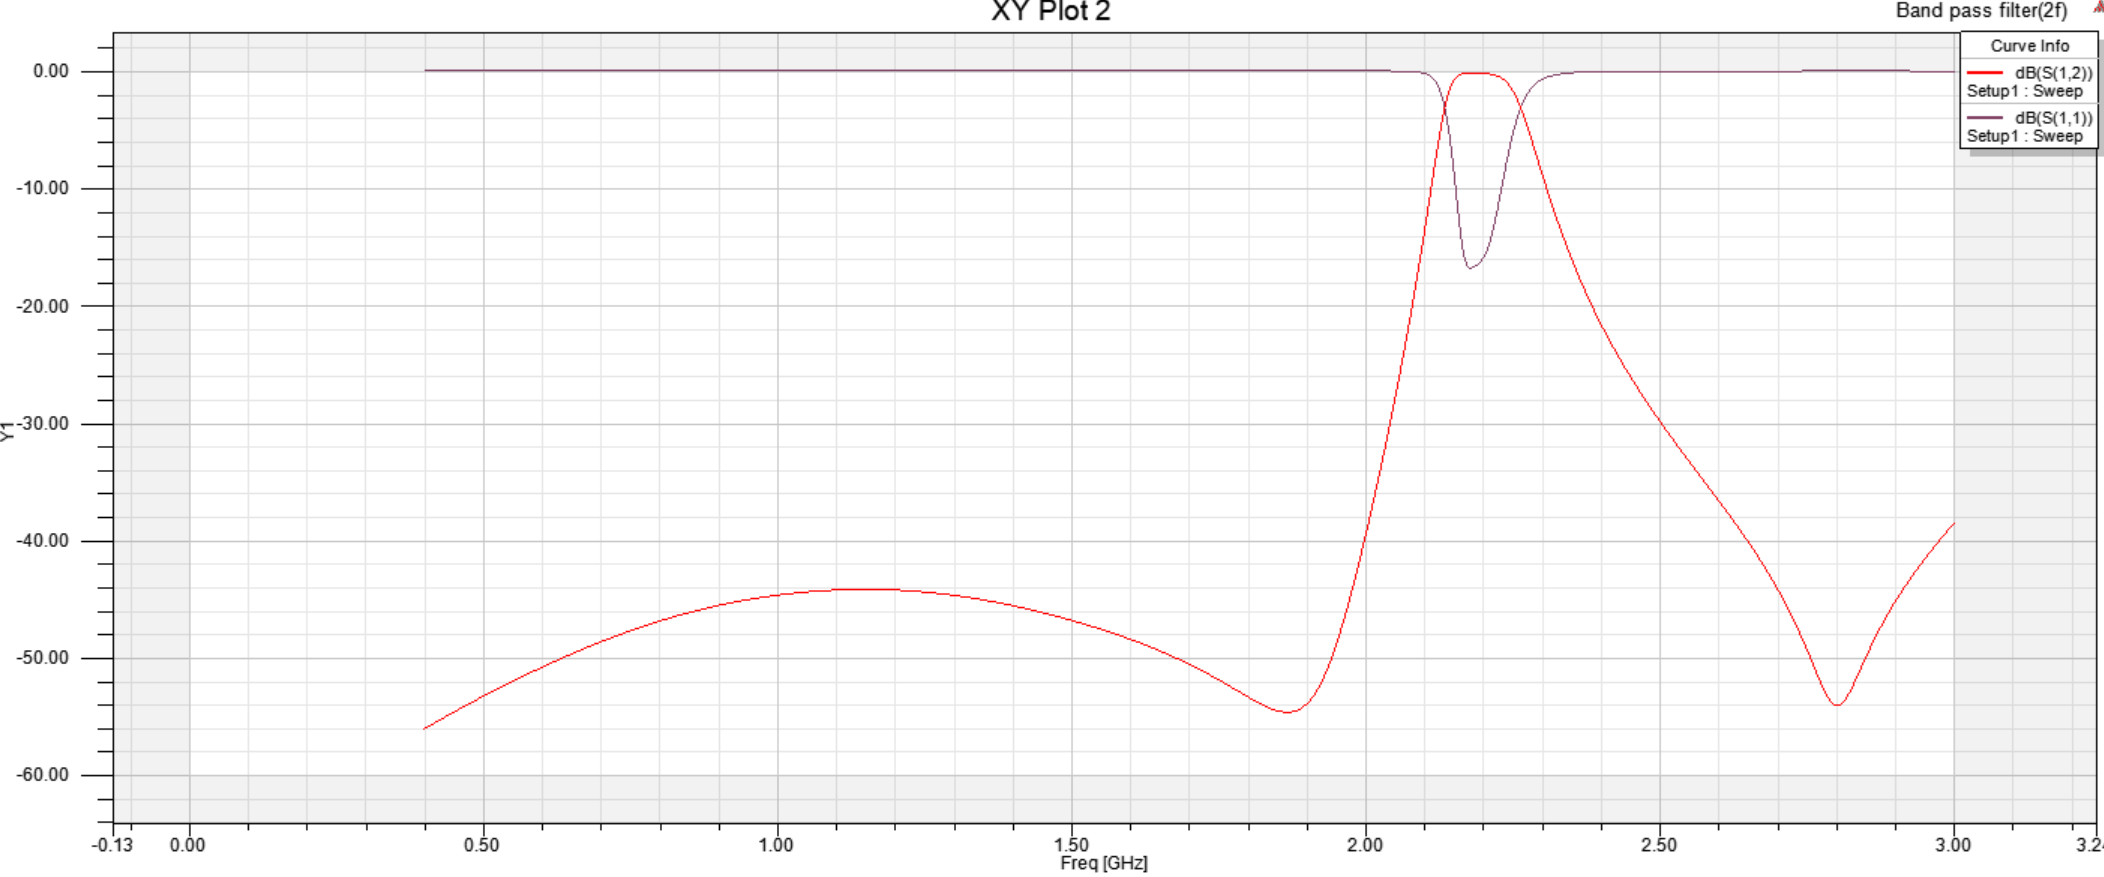 XY Plot 2
Band pass filter(2f)
Curve Info
dB(S(1,2))
Setup1 : Sweep
dB(S(1,1))
Setup1 : Sweep
0.00
-10.00
-20.00
-30.00
-40.00
-50.00
-60.00
Y1
-0.13
0.00
0.50
1.00
1.50
2.00
2.50
3.00
Freq [GHz]